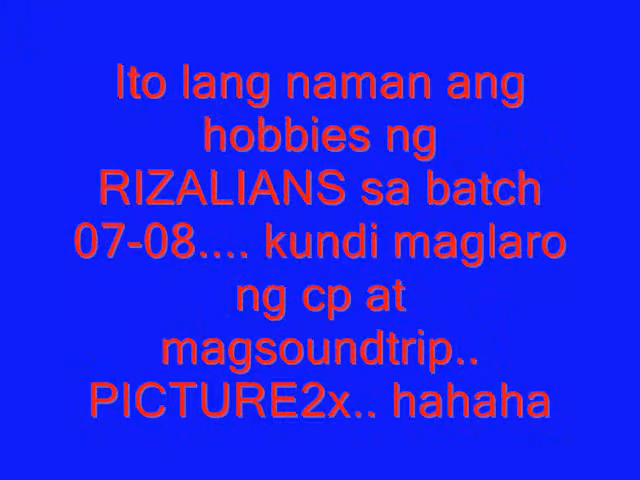 Ito lang naman ang
hobbies ng
RIZALIANS sa batch
07-08.... kundi maglaro
ng cp at
magsoundtrip..
PICTURE2x.. hahaha